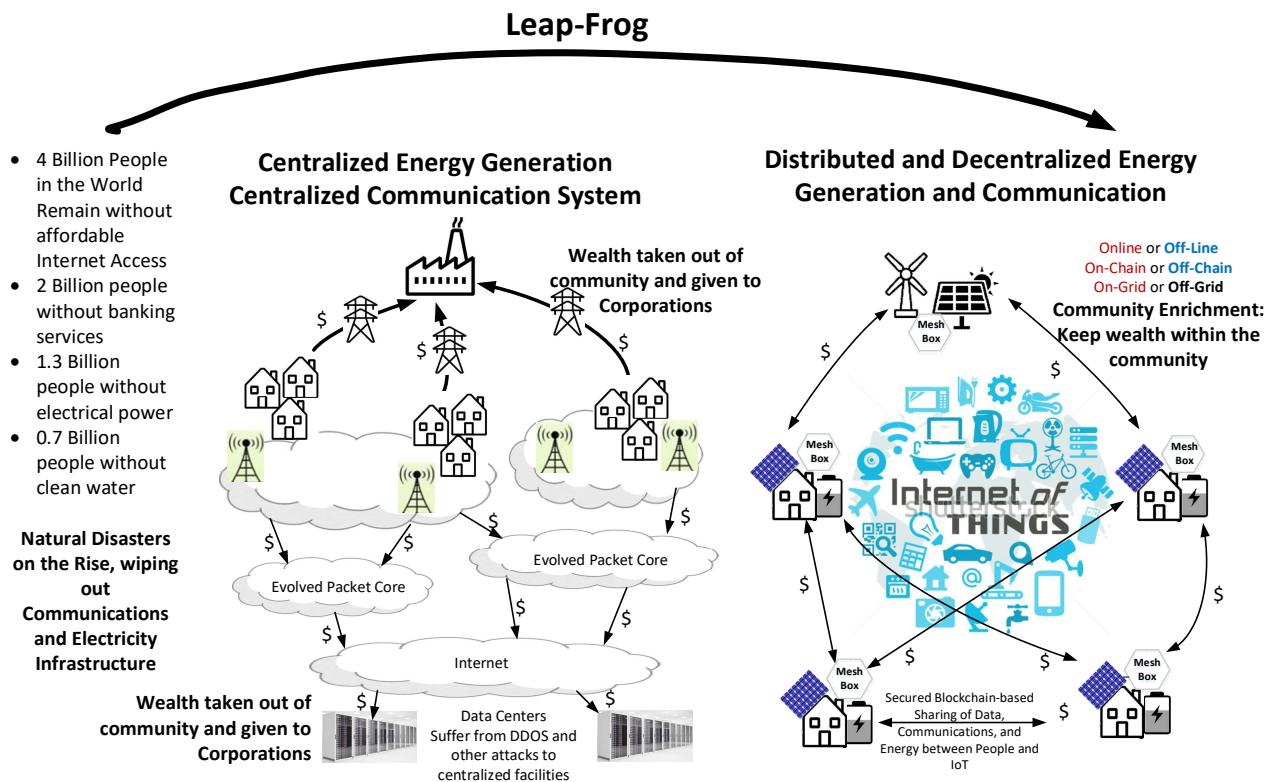 Leap-Frog
• 4 Billion People
in the World
Remain without
affordable
Internet Access
• 2 Billion people
without banking
services
• 1.3 Billion
people without
electrical power
• 0.7 Billion
people without
clean water
Natural Disasters
on the Rise, wiping
out
Communications
and Electricity
Infrastructure
Centralized Energy Generation
Centralized Communication System
Wealth taken out of
community and given to
Corporations
$
$
$
$
$
$
$
Evolved Packet Core
Evolved Packet Core
$
$
$
Internet
$
$
Wealth taken out of
community and given to
Corporations
Data Centers
Suffer from DDOS and
other attacks to
centralized facilities
Distributed and Decentralized Energy
Generation and Communication
Online or Off-Line
On-Chain or Off-Chain
On-Grid or Off-Grid
Community Enrichment:
Keep wealth within the
community
Mesh
Box
$
$
Mesh
Box
Mesh
Box
Internet of
shutterstock
THINGS
@
$
$
$
$
Mesh
Box
Mesh
Box
Secured Blockchain-based
Sharing of Data,
Communications, and
Energy between People and
IoT
$